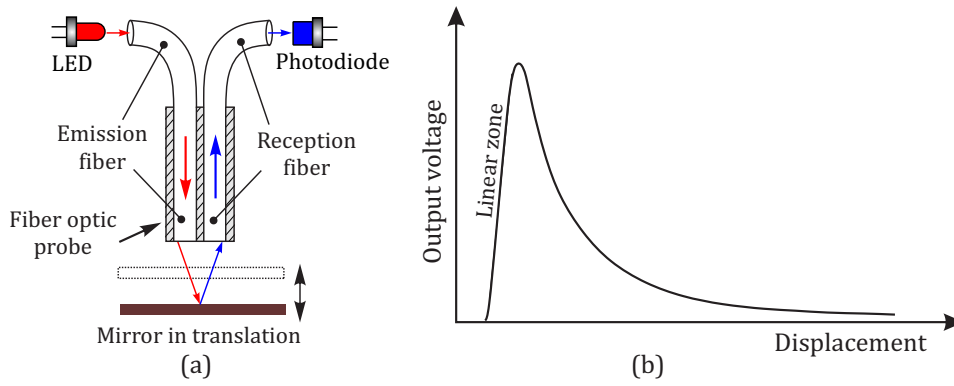 LED
Photodiode
Emission
fiber
Reception
fiber
Fiber optic
probe
Mirror in translation
(a)
Output voltage
Linear zone
Displacement
(b)